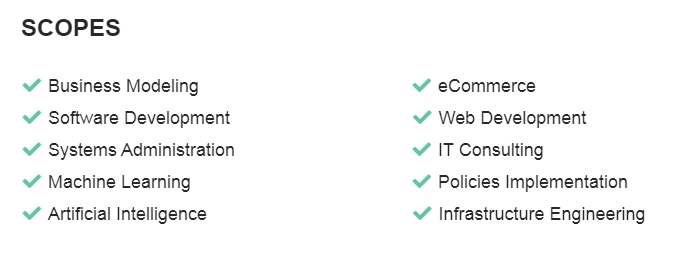 SCOPES
Business Modeling
Software Development
Systems Administration
Machine Learning
Artificial Intelligence
eCommerce
Web Development
IT Consulting
Policies Implementation
Infrastructure Engineering